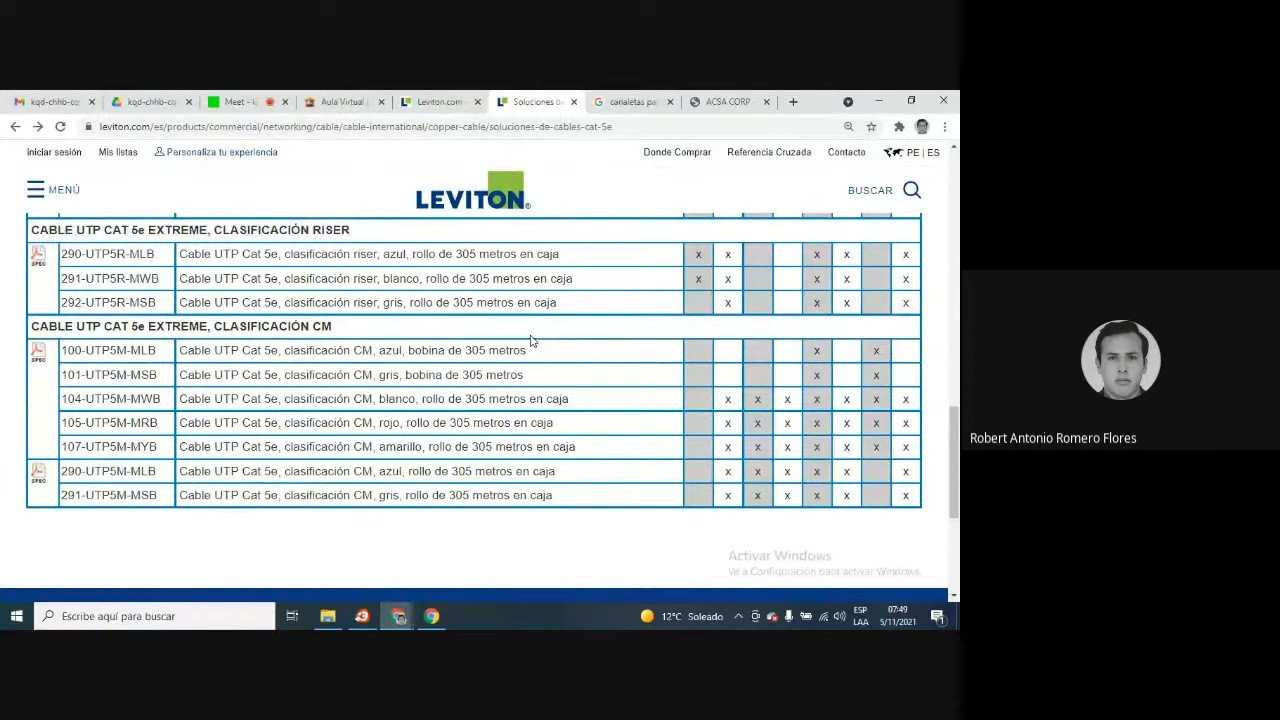 kqd-chhb-cq
kqd-chhb-cq
Meet - k
Aula Virtual
Leviton.com
Soluciones de
canaletas pa
ACSA CORP
leviton.com/es/products/commercial/networking/cable/cable-international/copper-cable/soluciones-de-cables-cat-5e
Iniciar sesión Mis listas Personaliza tu experiencia Donde Comprar Referencia Cruzada Contacto PE | ES
MENÚ LEVITON® BUSCAR
CABLE UTP CAT 5e EXTREME, CLASIFICACIÓN RISER
SPEC
290-UTP5R-MLB Cable UTP Cat 5e, clasificación riser, azul, rollo de 305 metros en caja x x x x x
291-UTP5R-MWB Cable UTP Cat 5e, clasificación riser, blanco, rollo de 305 metros en caja x x x x x
292-UTP5R-MSB Cable UTP Cat 5e, clasificación riser, gris, rollo de 305 metros en caja x x x x
CABLE UTP CAT 5e EXTREME, CLASIFICACIÓN CM
SPEC
100-UTP5M-MLB Cable UTP Cat 5e, clasificación CM, azul, bobina de 305 metros x x
101-UTP5M-MSB Cable UTP Cat 5e, clasificación CM, gris, bobina de 305 metros x x
104-UTP5M-MWB Cable UTP Cat 5e, clasificación CM, blanco, rollo de 305 metros en caja x x x x x x x
105-UTP5M-MRB Cable UTP Cat 5e, clasificación CM, rojo, rollo de 305 metros en caja x x x x x x x
107-UTP5M-MYB Cable UTP Cat 5e, clasificación CM, amarillo, rollo de 305 metros en caja x x x x x x x
SPEC
290-UTP5M-MLB Cable UTP Cat 5e, clasificación CM, azul, rollo de 305 metros en caja x x x x x x
291-UTP5M-MSB Cable UTP Cat 5e, clasificación CM, gris, rollo de 305 metros en caja x x x x x x
Activar Windows
Ve a Configuración para activar Windows.
Escribe aquí para buscar
12°C Soleado
ESP
LAA
07:49
5/11/2021
1
Robert Antonio Romero Flores